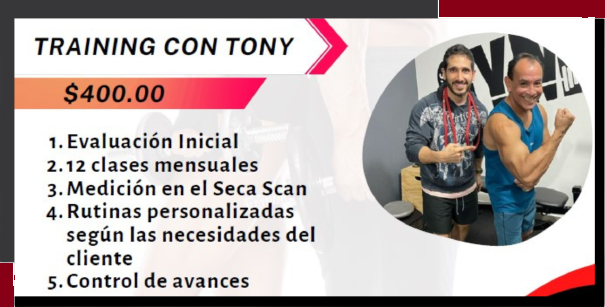 TRAINING CON TONY
$400.00
1. Evaluación Inicial
2. 12 clases mensuales
3. Medición en el Seca Scan
4. Rutinas personalizadas
según las necesidades del
cliente
5. Control de avances